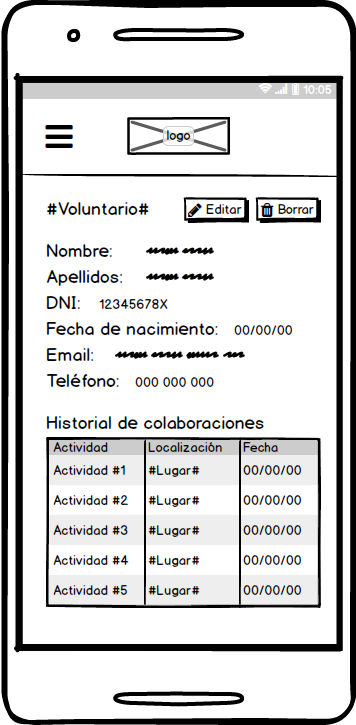 10:05
logo
#Voluntario# Editar Borrar
Nombre:
Apellidos:
DNI: 12345678X
Fecha de nacimiento: 00/00/00
Email:
Teléfono: 000 000 000
Historial de colaboraciones
Actividad Localización Fecha
Actividad #1 #Lugar# 00/00/00
Actividad #2 #Lugar# 00/00/00
Actividad #3 #Lugar# 00/00/00
Actividad #4 #Lugar# 00/00/00
Actividad #5 #Lugar# 00/00/00